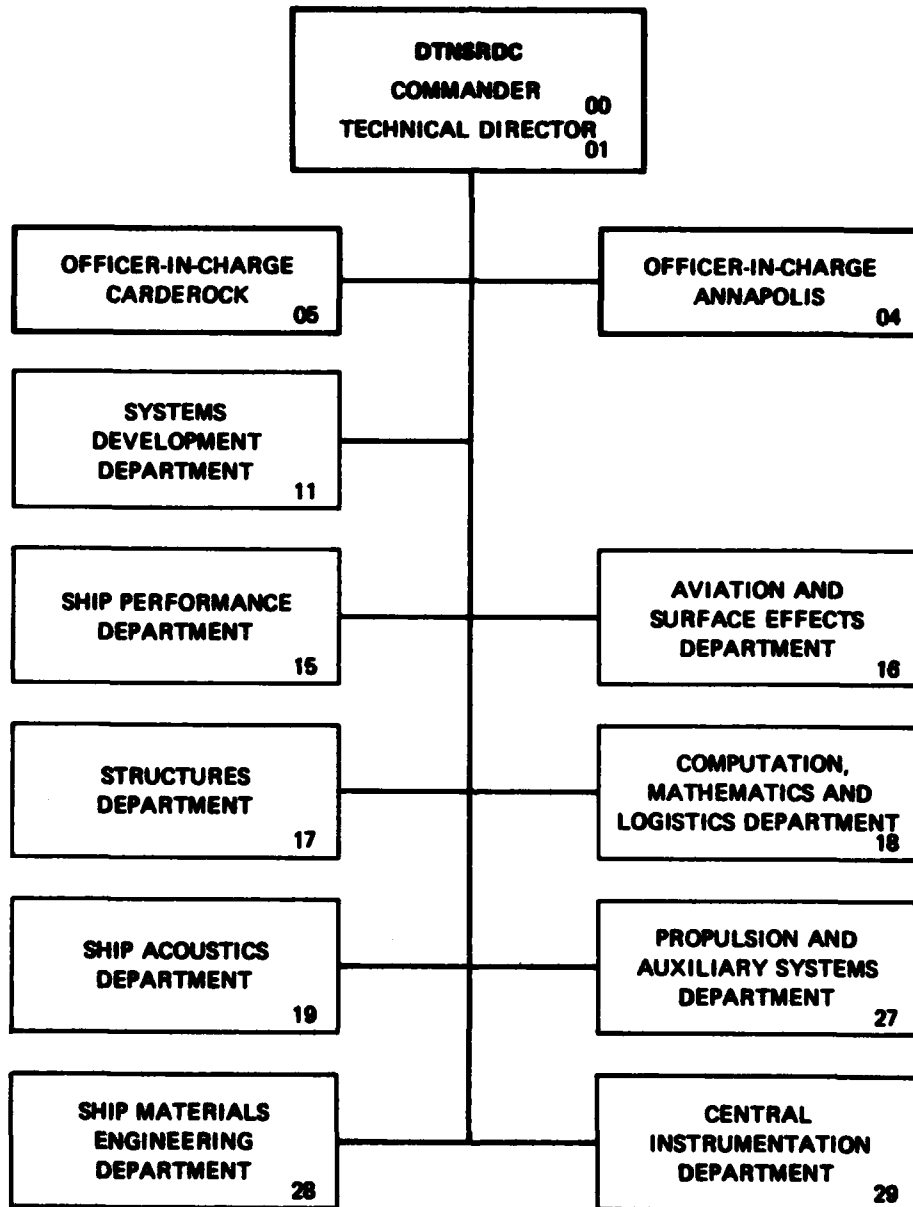 DTNSRDC
COMMANDER
00
TECHNICAL DIRECTOR
01
OFFICER-IN-CHARGE
CARDEROCK
05
OFFICER-IN-CHARGE
ANNAPOLIS
04
SYSTEMS
DEVELOPMENT
DEPARTMENT
11
SHIP PERFORMANCE
DEPARTMENT
15
AVIATION AND
SURFACE EFFECTS
DEPARTMENT
16
STRUCTURES
DEPARTMENT
17
COMPUTATION,
MATHEMATICS AND
LOGISTICS DEPARTMENT
18
SHIP ACOUSTICS
DEPARTMENT
19
PROPULSION AND
AUXILIARY SYSTEMS
DEPARTMENT
27
SHIP MATERIALS
ENGINEERING
DEPARTMENT
28
CENTRAL
INSTRUMENTATION
DEPARTMENT
29